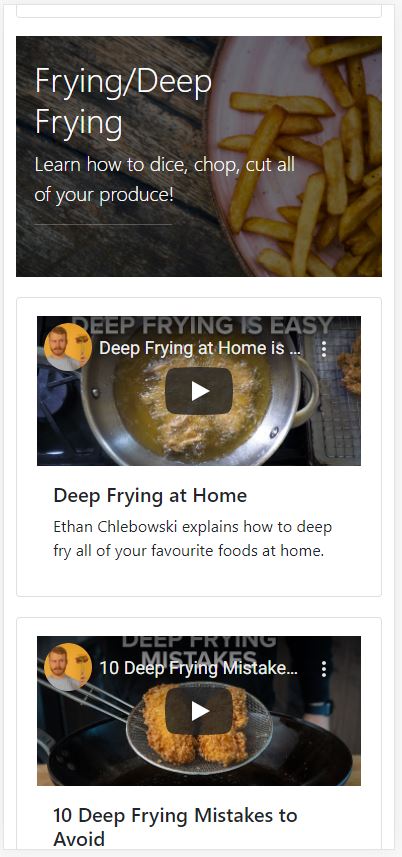 Frying/Deep
Frying
Learn how to dice, chop, cut all
of your produce!
DEEP FRYING IS EASY
Deep Frying at Home is ...
Deep Frying at Home
Ethan Chlebowski explains how to deep
fry all of your favourite foods at home.
DEEP FRYING
MISTAKES
10 Deep Frying Mistake...
10 Deep Frying Mistakes to
Avoid